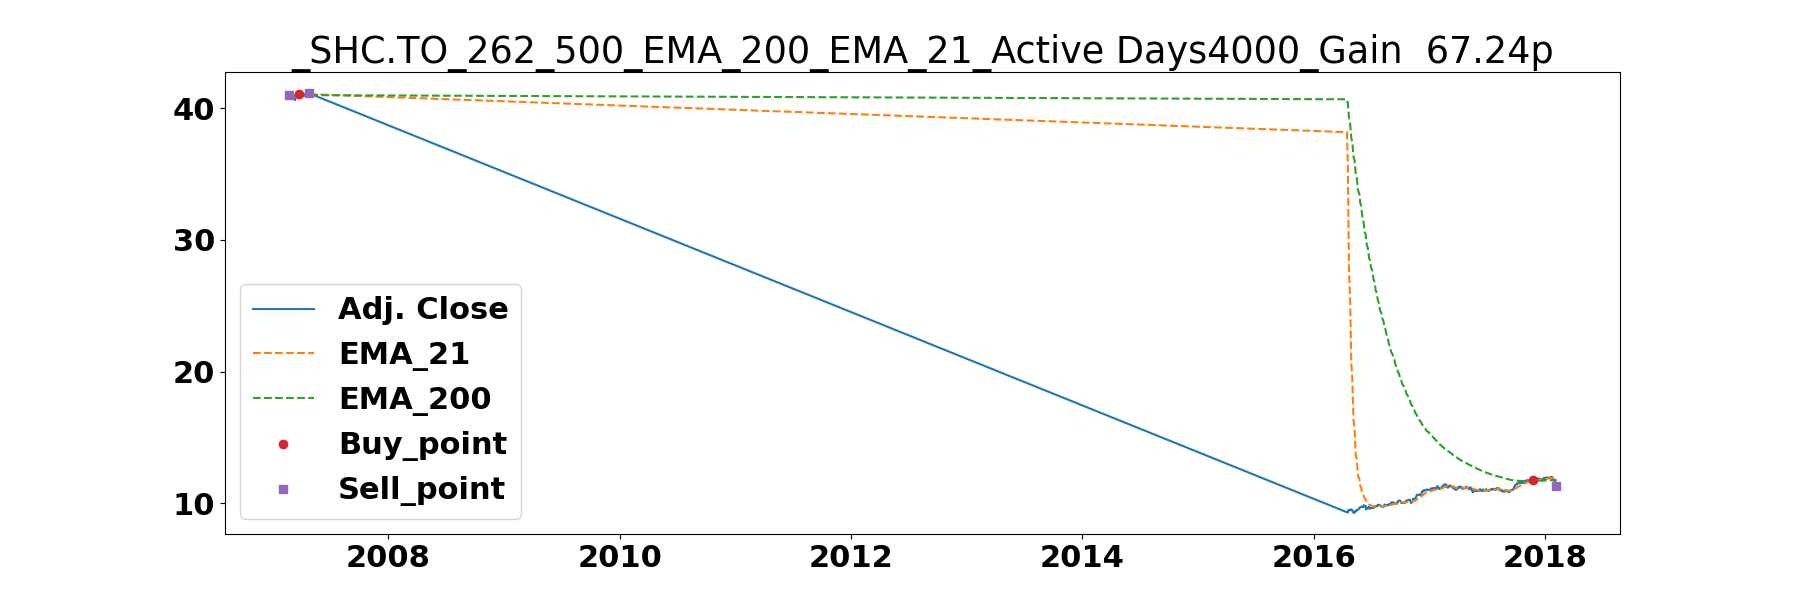 _SHC.TO_262_500_EMA_200_EMA_21_Active Days4000_Gain  67.24p
40
30
20
10
Adj. Close
EMA_21
EMA_200
Buy_point
Sell_point
2008 2010 2012 2014 2016 2018